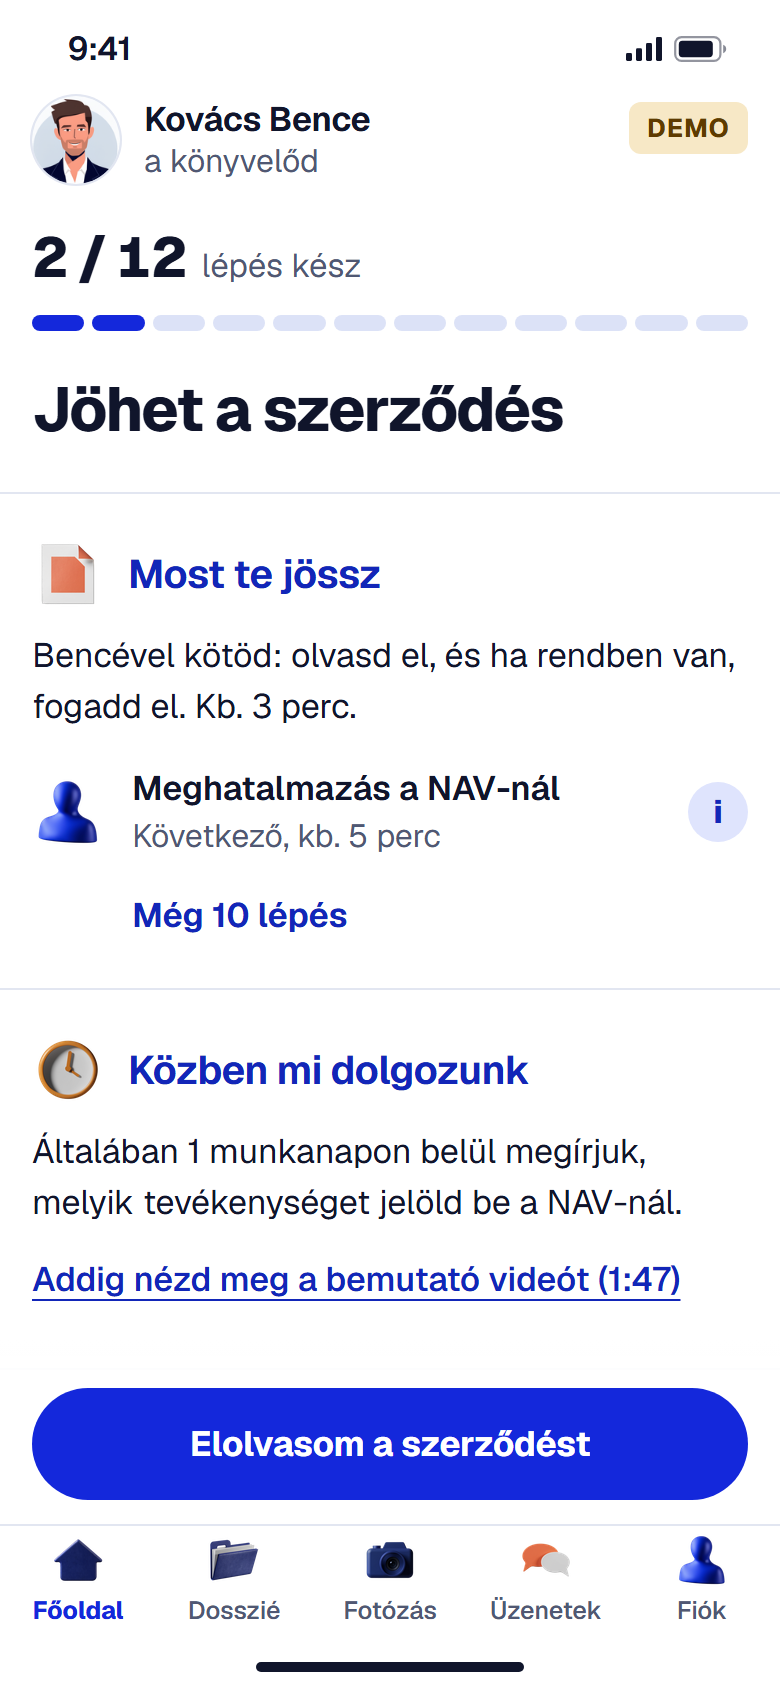 9:41
Kovács Bence
a könyvelőd
DEMO
2 / 12 lépés kész
Jöhet a szerződés
Most te jössz
Bencével kötöd: olvasd el, és ha rendben van,
fogadd el. Kb. 3 perc.
Meghatalmazás a NAV-nál
Következő, kb. 5 perc
i
Még 10 lépés
Közben mi dolgozunk
Általában 1 munkanapon belül megírjuk,
melyik tevékenységet jelöld be a NAV-nál.
Addig nézd meg a bemutató videót (1:47)
Elolvasom a szerződést
Főoldal
Dosszié
Fotózás
Üzenetek
Fiók